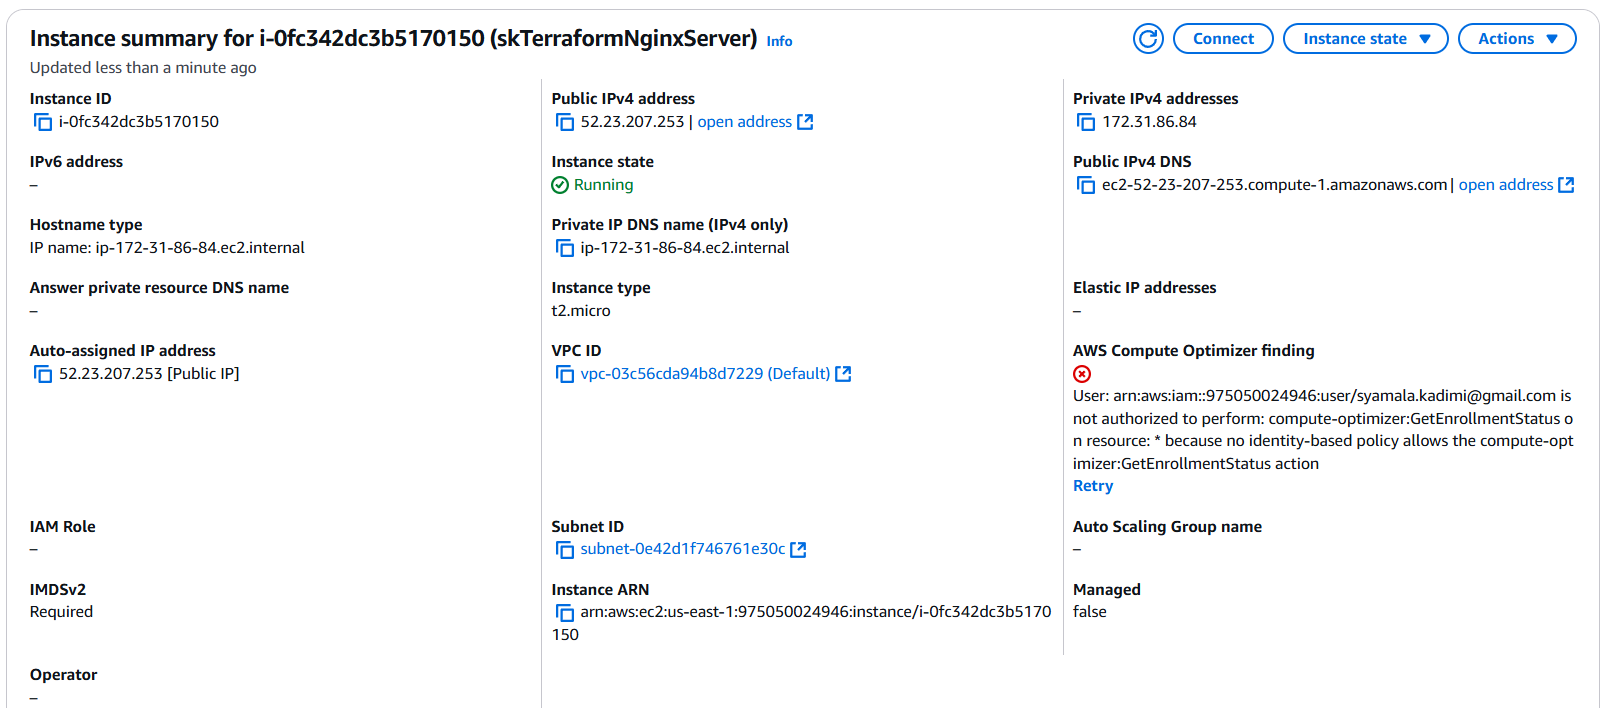 Instance summary for i-0fc342dc3b5170150 (skTerraformNginxServer) Info
Connect
Instance state
Actions
Updated less than a minute ago
Instance ID
i-0fc342dc3b5170150
Public IPv4 address
52.23.207.253 | open address
Private IPv4 addresses
172.31.86.84
IPv6 address
–
Instance state
Running
Public IPv4 DNS
ec2-52-23-207-253.compute-1.amazonaws.com | open address
Hostname type
IP name: ip-172-31-86-84.ec2.internal
Private IP DNS name (IPv4 only)
ip-172-31-86-84.ec2.internal
Answer private resource DNS name
–
Instance type
t2.micro
Elastic IP addresses
–
Auto-assigned IP address
52.23.207.253 [Public IP]
VPC ID
vpc-03c56cda94b8d7229 (Default)
AWS Compute Optimizer finding
User: arn:aws:iam::975050024946:user/syamala.kadimi@gmail.com is
not authorized to perform: compute-optimizer:GetEnrollmentStatus o
n resource: * because no identity-based policy allows the compute-opt
imizer:GetEnrollmentStatus action
Retry
IAM Role
–
Subnet ID
subnet-0e42d1f746761e30c
Auto Scaling Group name
–
IMDSv2
Required
Instance ARN
arn:aws:ec2:us-east-1:975050024946:instance/i-0fc342dc3b5170
150
Managed
false
Operator
–